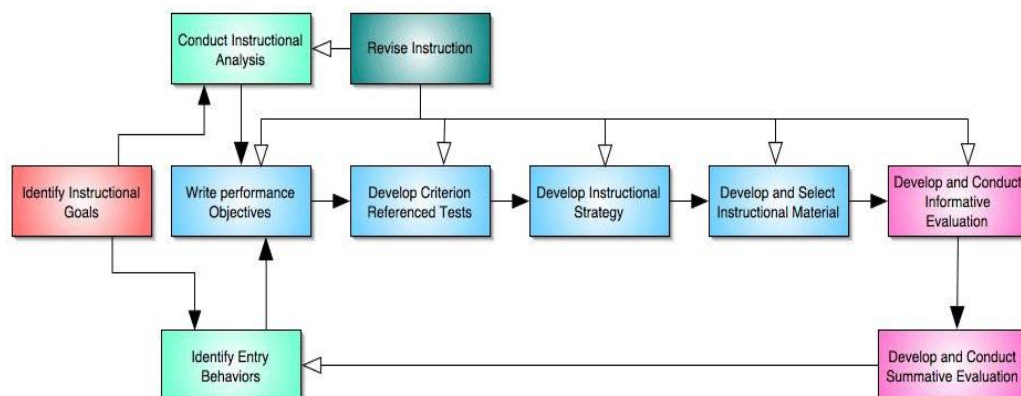 Conduct Instructional
Analysis
Revise Instruction
Identify Instructional
Goals
Write performance
Objectives
Develop Criterion
Referenced Tests
Develop Instructional
Strategy
Develop and Select
Instructional Material
Develop and Conduct
Informative
Evaluation
Identify Entry
Behaviors
Develop and Conduct
Summative Evaluation